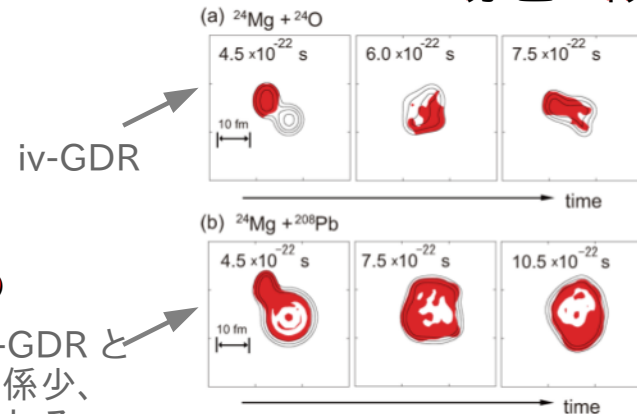 (a) ²⁴Mg + ²⁴O
4.5 ×10⁻²² s
6.0 ×10⁻²² s
7.5 ×10⁻²² s
10 fm
iv-GDR
time
(b) ²⁴Mg + ²⁰⁸Pb
4.5 ×10⁻²² s
7.5 ×10⁻²² s
10.5 ×10⁻²² s
-GDR と
係少、
10 fm
time